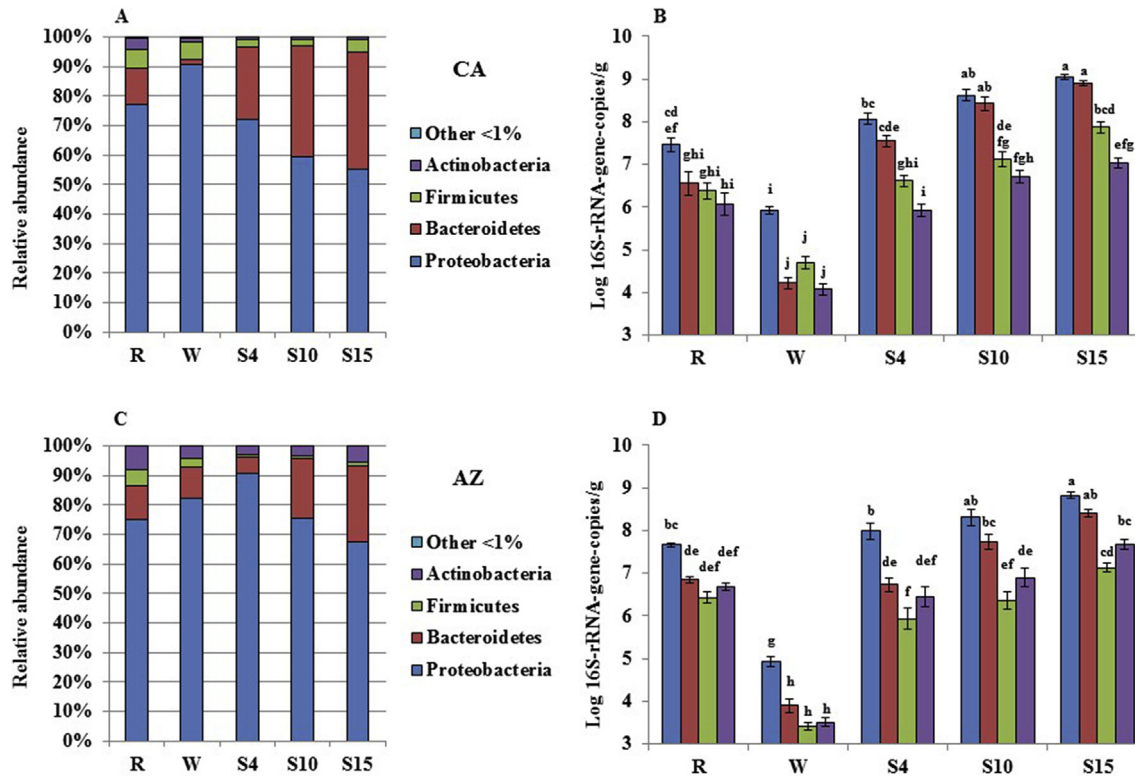 A
Relative abundance
100%
90%
80%
70%
60%
50%
40%
30%
20%
10%
0%
R W S4 S10 S15
CA
Other <1%
Actinobacteria
Firmicutes
Bacteroidetes
Proteobacteria
B
Log 16S-rRNA-gene-copies/g
10
9
8
7
6
5
4
3
cd
ef
ghi
ghi
hi
i
j
j
j
bc
cde
ghi
i
ab
ab
de
fg
fgh
a
a
bcd
efg
R W S4 S10 S15
C
Relative abundance
100%
90%
80%
70%
60%
50%
40%
30%
20%
10%
0%
R W S4 S10 S15
AZ
Other <1%
Actinobacteria
Firmicutes
Bacteroidetes
Proteobacteria
D
Log 16S-rRNA-gene-copies/g
10
9
8
7
6
5
4
3
bc
de
def
def
g
h
h
h
b
de
f
def
ab
bc
ef
de
a
ab
cd
bc
R W S4 S10 S15